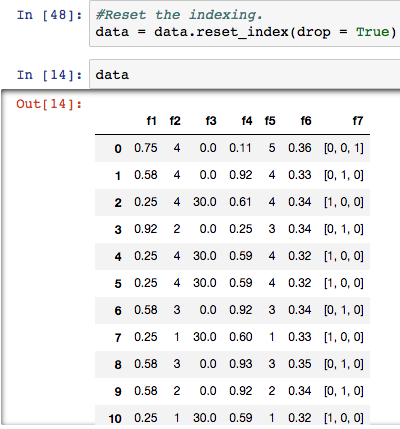 In [48]: #Reset the indexing.
data = data.reset_index(drop = True)
In [14]: data
Out[14]:
f1 f2 f3 f4 f5 f6 f7
0 0.75 4 0.0 0.11 5 0.36 [0, 0, 1]
1 0.58 4 0.0 0.92 4 0.33 [0, 1, 0]
2 0.25 4 30.0 0.61 4 0.34 [1, 0, 0]
3 0.92 2 0.0 0.25 3 0.34 [0, 1, 0]
4 0.25 4 30.0 0.59 4 0.32 [1, 0, 0]
5 0.25 4 30.0 0.59 4 0.32 [1, 0, 0]
6 0.58 3 0.0 0.92 3 0.34 [0, 1, 0]
7 0.25 1 30.0 0.60 1 0.33 [1, 0, 0]
8 0.58 3 0.0 0.93 3 0.35 [0, 1, 0]
9 0.58 2 0.0 0.92 2 0.34 [0, 1, 0]
10 0.25 1 30.0 0.59 1 0.32 [1, 0, 0]